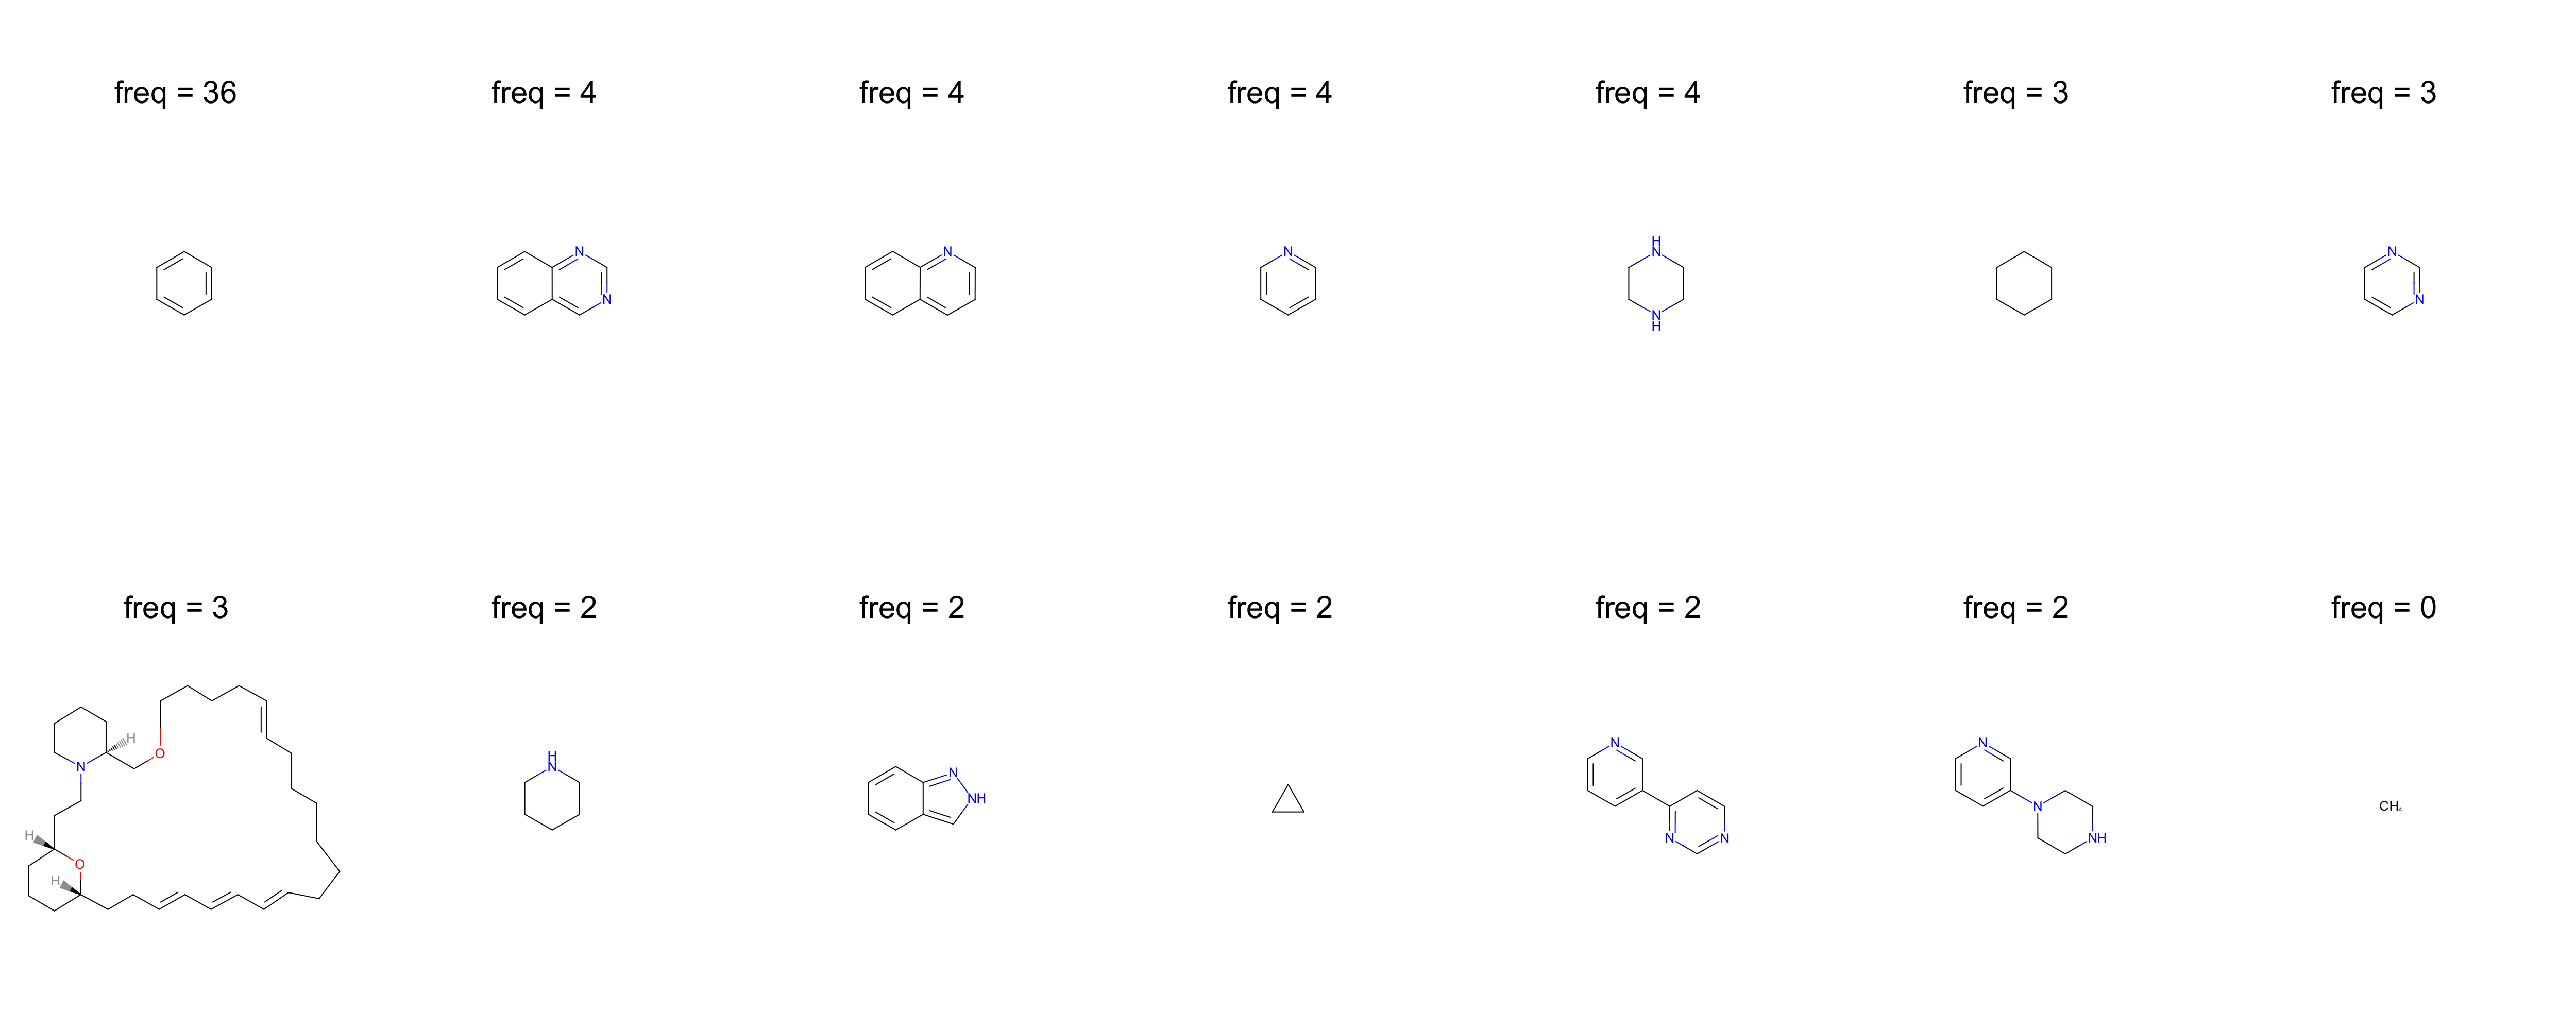 freq = 36 freq = 4 freq = 4 freq = 4 freq = 4 freq = 3 freq = 3
N N N H N N
N N H N
freq = 3 freq = 2 freq = 2 freq = 2 freq = 2 freq = 2 freq = 0
H O N H N N NH N N N N N NH CH₄
H O H